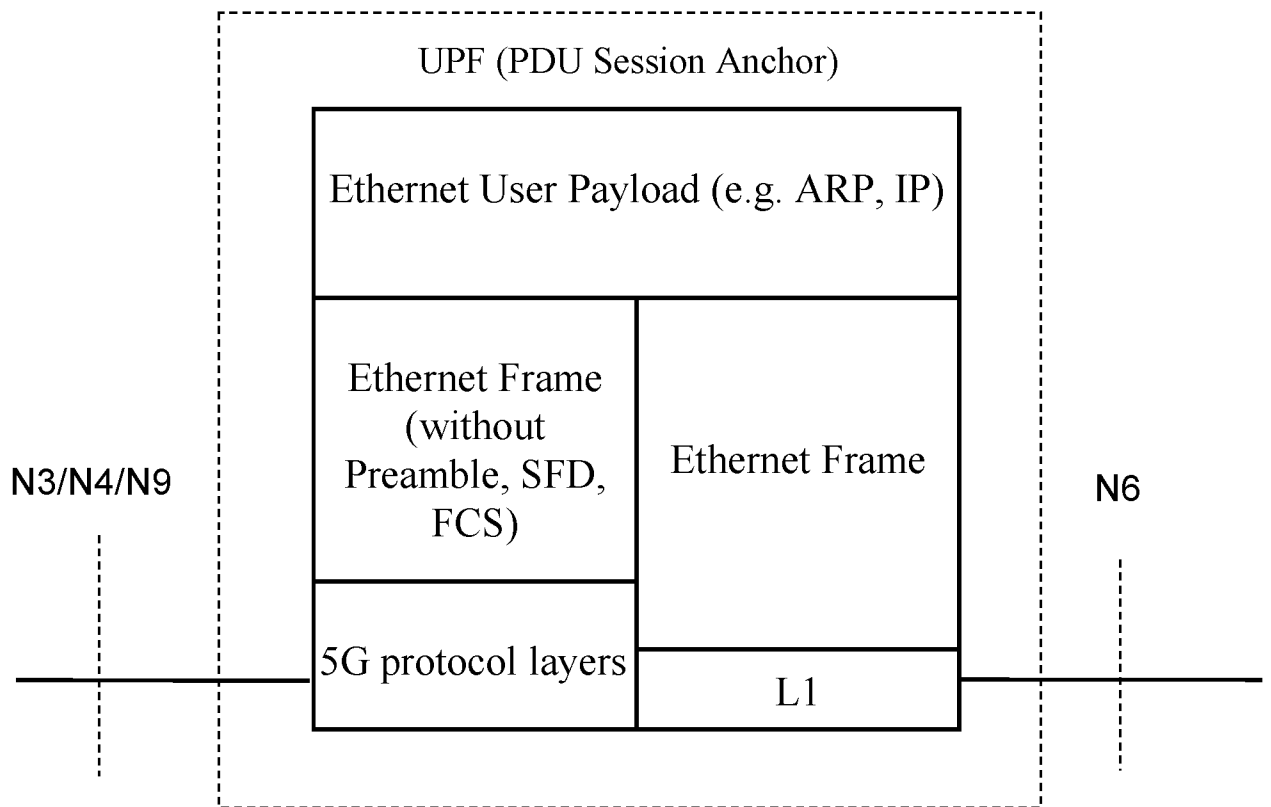 UPF (PDU Session Anchor)
Ethernet User Payload (e.g. ARP, IP)
Ethernet Frame
(without
Preamble, SFD,
FCS)
Ethernet Frame
N3/N4/N9
N6
5G protocol layers
L1